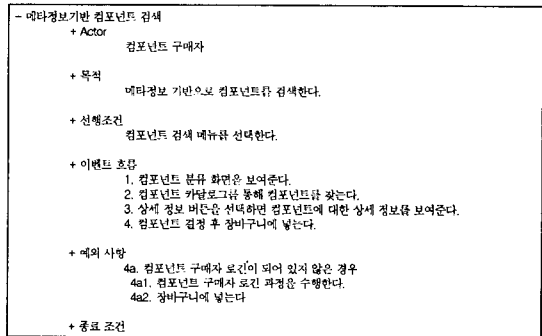 - 메타정보기반 컴포넌트 검색
+ Actor
컴포넌트 구매자
+ 목적
메타정보 기반으로 컴포넌트를 검색한다.
+ 선행조건
컴포넌트 검색 메뉴를 선택한다.
+ 이벤트 흐름
1. 컴포넌트 분류 화면을 보여준다.
2. 컴포넌트 카달로그를 통해 컴포넌트를 찾는다.
3. 상세 정보 버튼을 선택하면 컴포넌트에 대한 상세 정보를 보여준다.
4. 컴포넌트 결정 후 장바구니에 넣는다.
+ 예외 사항
4a. 컴포넌트 구매자 로긴이 되어 있지 않은 경우
4a1. 컴포넌트 구매자 로긴 과정을 수행한다.
4a2. 장바구니에 넣는다
+ 종료 조건